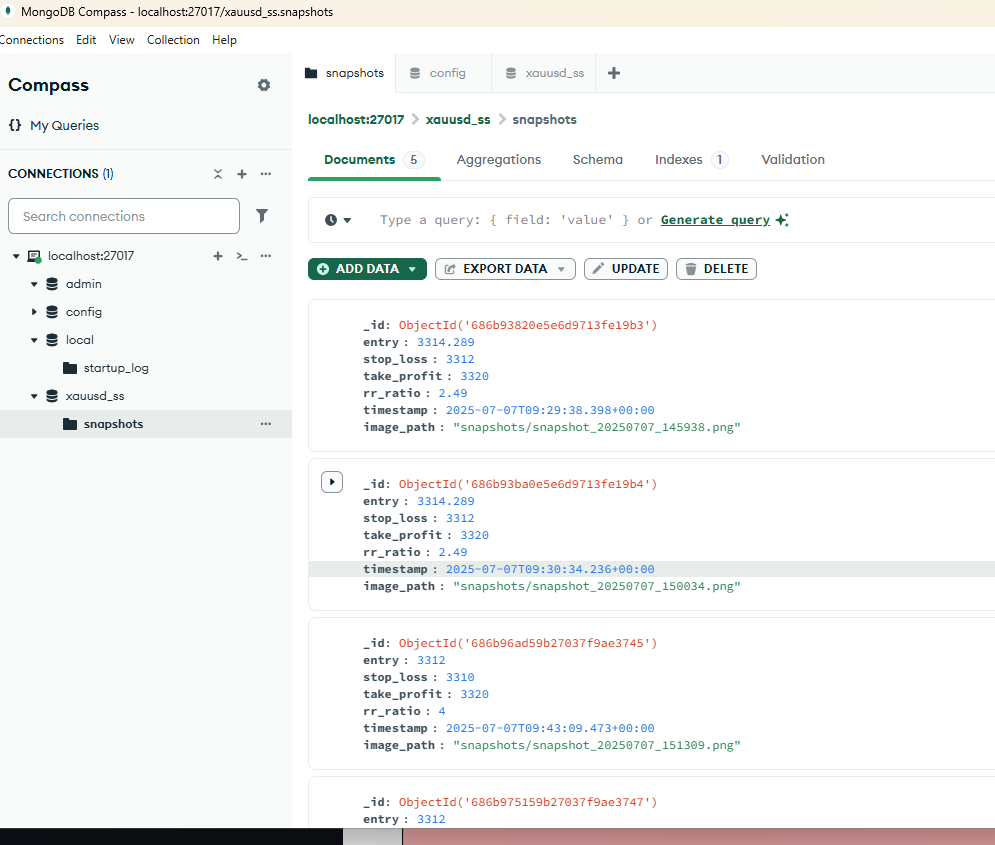 MongoDB Compass - localhost:27017/xauusd_ss.snapshots
Connections Edit View Collection Help
Compass
{} My Queries
CONNECTIONS (1)
Search connections
localhost:27017
admin
config
local
startup_log
xauusd_ss
snapshots
snapshots config xauusd_ss
localhost:27017 > xauusd_ss > snapshots
Documents 5 Aggregations Schema Indexes 1 Validation
Type a query: { field: 'value' } or Generate query
ADD DATA EXPORT DATA UPDATE DELETE
_id: ObjectId('686b93820e5e6d9713fe19b3')
entry : 3314.289
stop_loss : 3312
take_profit : 3320
rr_ratio : 2.49
timestamp : 2025-07-07T09:29:38.398+00:00
image_path : "snapshots/snapshot_20250707_145938.png"
_id: ObjectId('686b93ba0e5e6d9713fe19b4')
entry : 3314.289
stop_loss : 3312
take_profit : 3320
rr_ratio : 2.49
timestamp : 2025-07-07T09:30:34.236+00:00
image_path : "snapshots/snapshot_20250707_150034.png"
_id: ObjectId('686b96ad59b27037f9ae3745')
entry : 3312
stop_loss : 3310
take_profit : 3320
rr_ratio : 4
timestamp : 2025-07-07T09:43:09.473+00:00
image_path : "snapshots/snapshot_20250707_151309.png"
_id: ObjectId('686b975159b27037f9ae3747')
entry : 3312